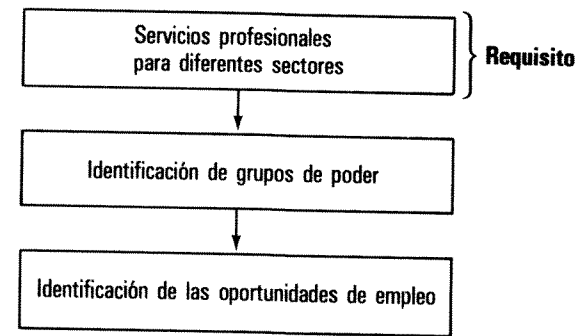 Servicios profesionales
para diferentes sectores
Requisito
Identificación de grupos de poder
Identificación de las oportunidades de empleo